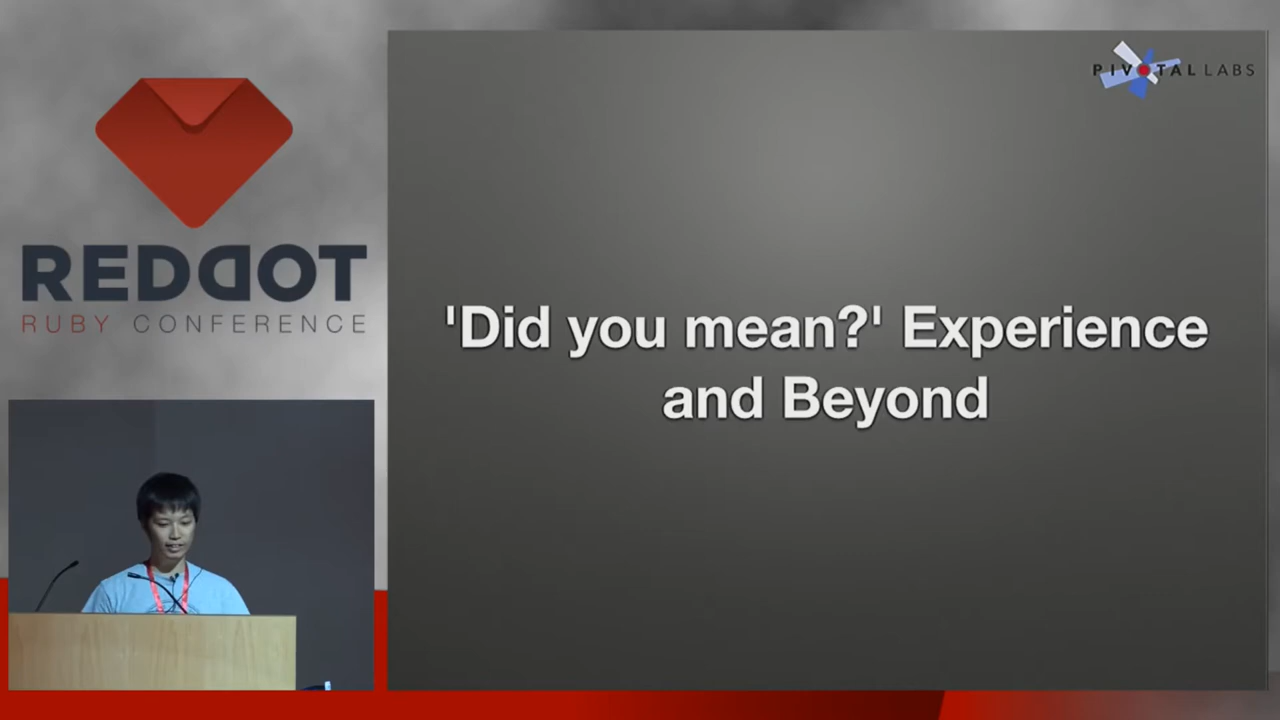 REDDOT
RUBY CONFERENCE
PIVOTAL LABS
'Did you mean?' Experience
and Beyond